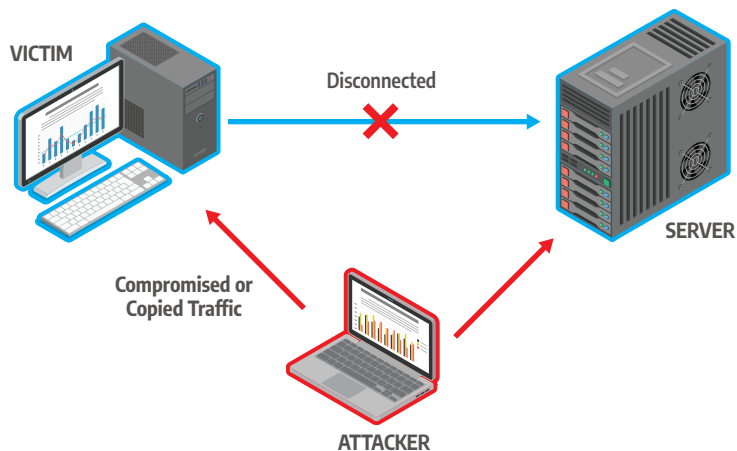 VICTIM
Disconnected
SERVER
Compromised or
Copied Traffic
ATTACKER